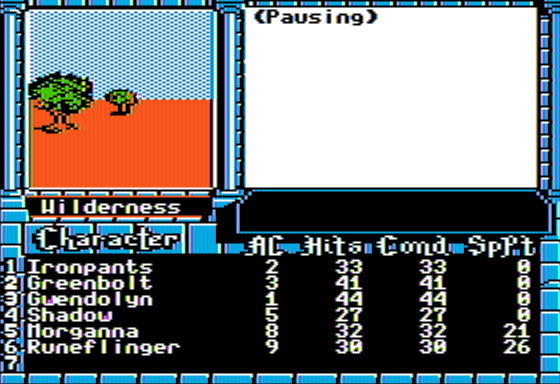 (Pausing)
Wilderness
Character AC Hits Cond SpPt
1 Ironpants 2 33 33 0
2 Greenbolt 3 41 41 0
3 Gwendolyn 1 44 44 0
4 Shadow 5 27 27 0
5 Morganna 8 32 32 21
6 Runeflinger 9 30 30 26
7